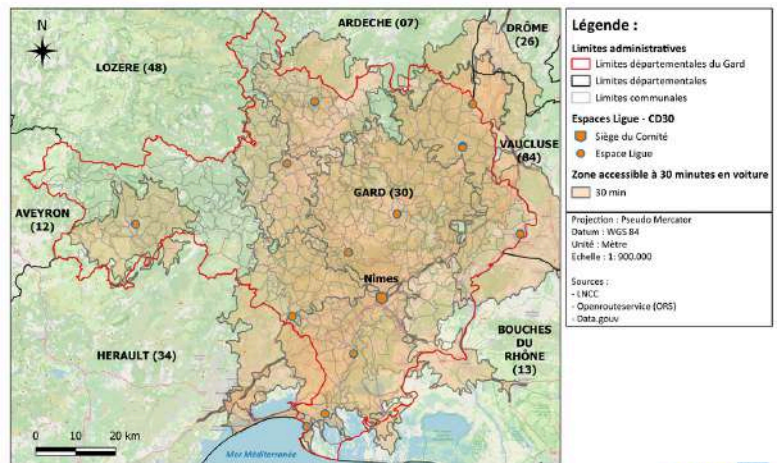 N
ARDECHE (07)
DRÔME
(26)
LOZERE (48)
VAUCLUSE
(84)
GARD (30)
AVEYRON
(12)
Nîmes
HERAULT (34)
BOUCHES
DU
RHÔNE
(13)
0 10 20 km
Mer Méditerranée
Légende :
Limites administratives
Limites départementales du Gard
Limites départementales
Limites communales
Espaces Ligue - CD30
Siège du Comité
Espace Ligue
Zone accessible à 30 minutes en voiture
30 min
Projection : Pseudo Mercator
Datum : WGS 84
Unité : Mètre
Echelle : 1: 900.000
Sources :
- LNCC
- Openrouteservice (ORS)
- Data.gouv